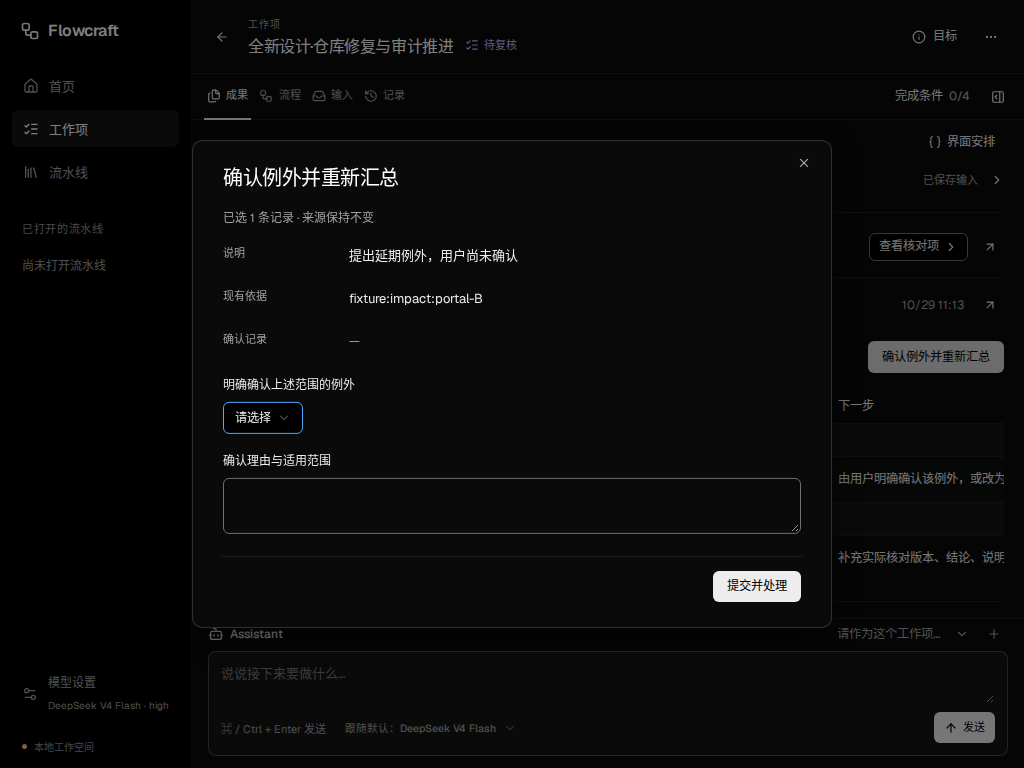 Flowcraft
首页
工作项
流水线
已打开的流水线
尚未打开流水线
模型设置
DeepSeek V4 Flash · high
本地工作空间
工作项
全新设计·仓库修复与审计推进
待复核
目标
成果
流程
输入
记录
完成条件 0/4
{ } 界面安排
已保存输入
查看核对项
10/29 11:13
确认例外并重新汇总
下一步
由用户明确确认该例外，或改为
补充实际核对版本、结论、说明
确认例外并重新汇总
已选 1 条记录 · 来源保持不变
说明
提出延期例外，用户尚未确认
现有依据
fixture:impact:portal-B
确认记录
—
明确确认上述范围的例外
请选择
确认理由与适用范围
提交并处理
Assistant
请作为这个工作项...
说说接下来要做什么...
⌘ / Ctrl + Enter 发送
跟随默认：DeepSeek V4 Flash
发送